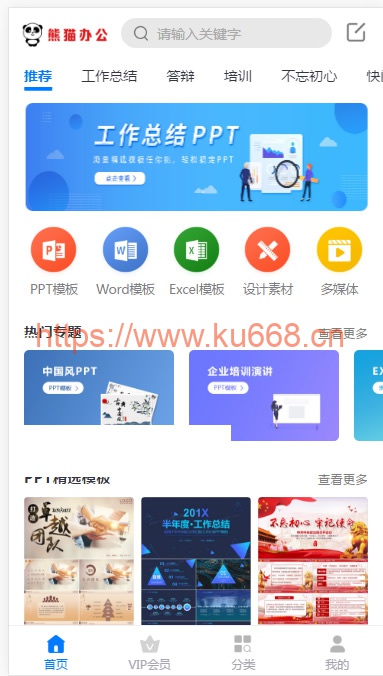 熊猫办公
请输入关键字
推荐 工作总结 答辩 培训 不忘初心
工作总结 PPT
海量精选模板任你批，轻松稳定PPT
点击查看
P W X
PPT模板 Word模板 Excel模板 设计素材 多媒体
热门专题 查看更多
https://www.ku668.cn
中国风PPT
PPT模板
企业培训演讲
PPT模板
PPT精选模板 查看更多
卓越
团队
201X
半年度·工作总结
不忘初心 牢记使命
首页 VIP会员 分类 我的